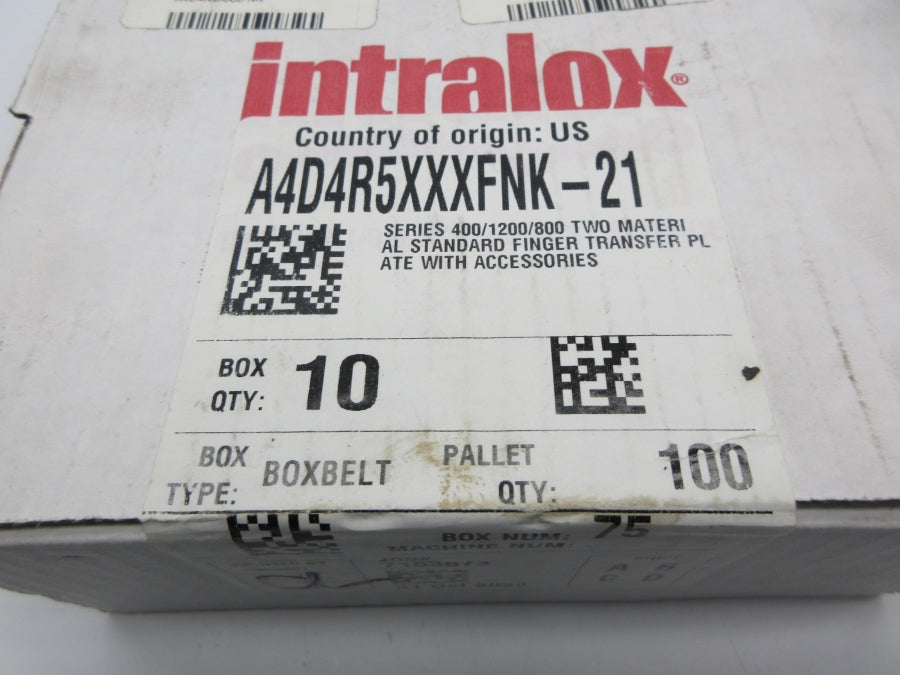 intralox®
Country of origin: US
A4D4R5XXXFNK-21
SERIES 400/1200/800 TWO MATERI
AL STANDARD FINGER TRANSFER PL
ATE WITH ACCESSORIES
BOX QTY: 10
BOX TYPE: BOXBELT PALLET QTY: 100
BOX NUM: 75
MACHINE NUM:
A B
C D